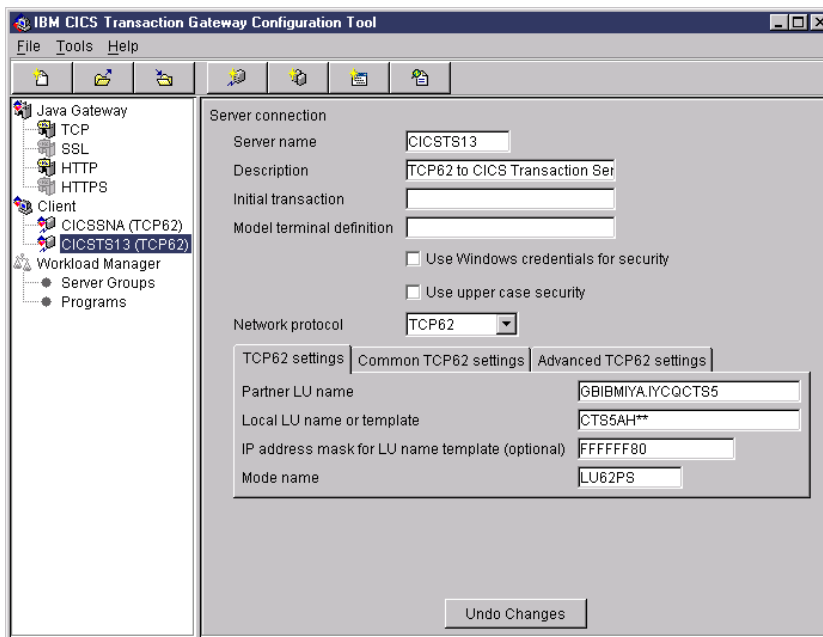 IBM CICS Transaction Gateway Configuration Tool
File Tools Help
Java Gateway
TCP
SSL
HTTP
HTTPS
Client
CICSSNA (TCP62)
CICSTS13 (TCP62)
Workload Manager
Server Groups
Programs
Server connection
Server name CICSTS13
Description TCP62 to CICS Transaction Ser
Initial transaction
Model terminal definition
Use Windows credentials for security
Use upper case security
Network protocol TCP62
TCP62 settings Common TCP62 settings Advanced TCP62 settings
Partner LU name GBIBMIYA.IYCQCTS5
Local LU name or template CTS5AH**
IP address mask for LU name template (optional) FFFFFF80
Mode name LU62PS
Undo Changes